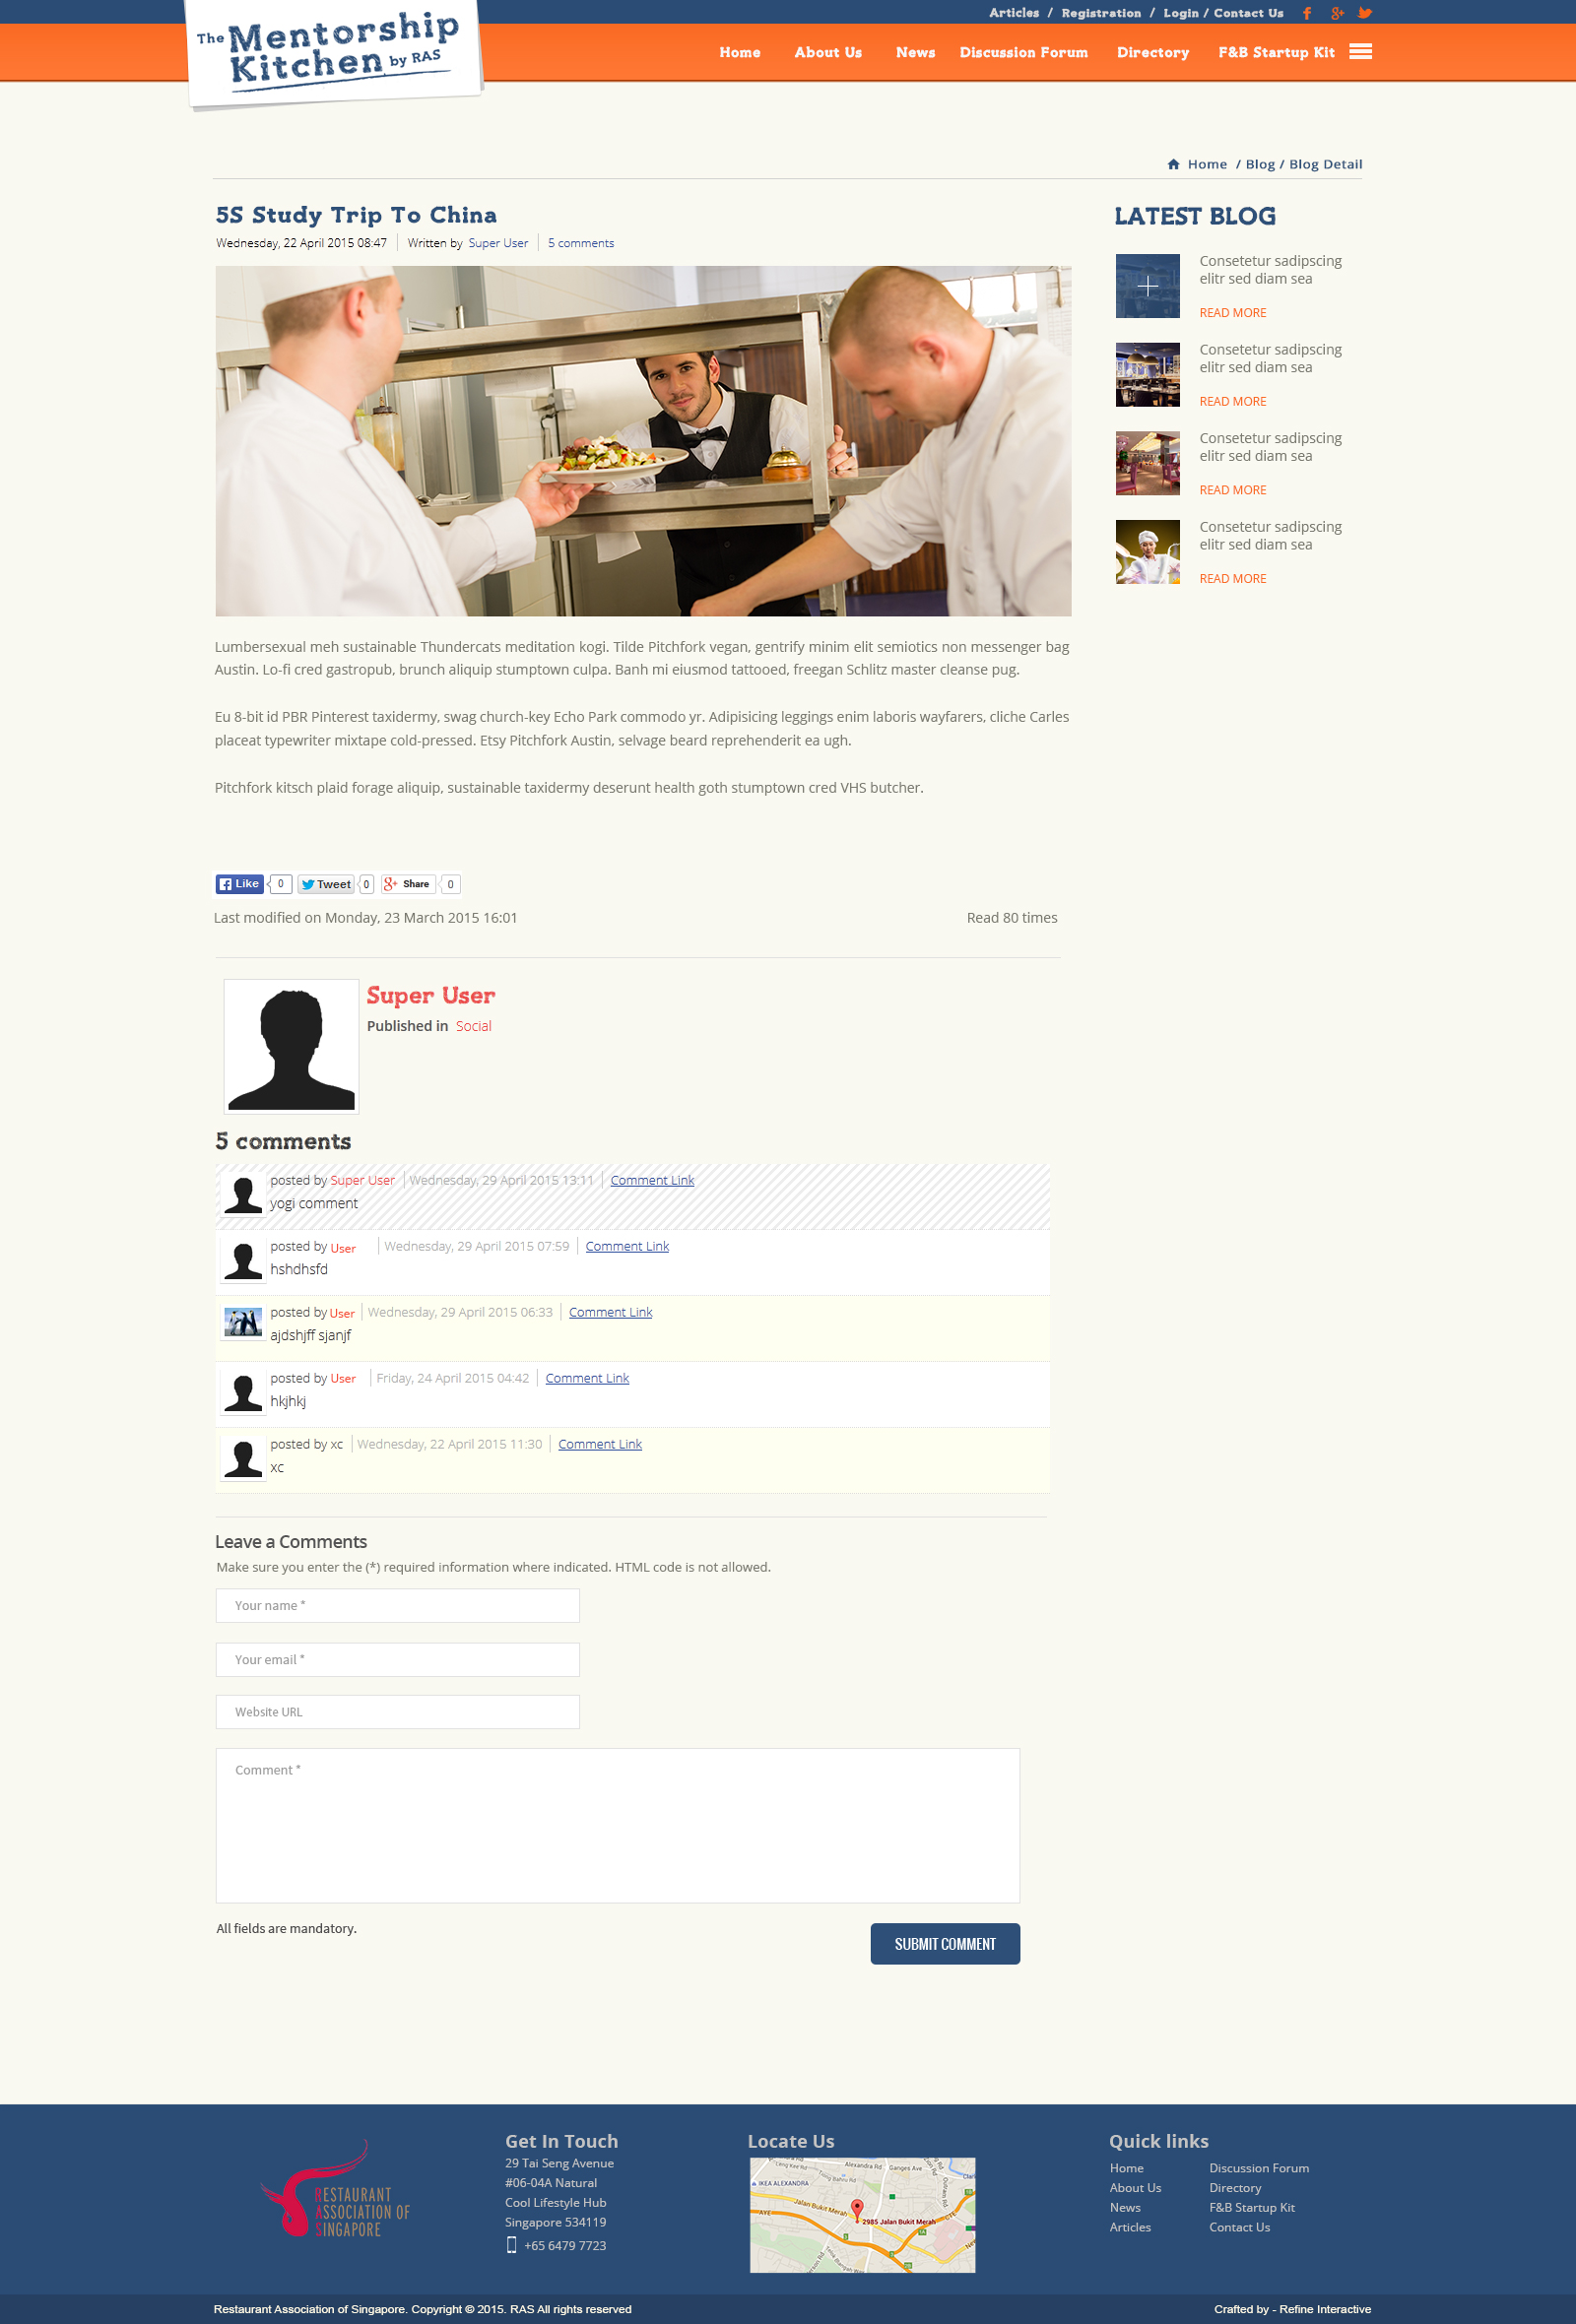 Articles / Registration / Login / Contact Us
The Mentorship
Kitchen by RAS
Home About Us News Discussion Forum Directory F&B Startup Kit
Home / Blog / Blog Detail
5S Study Trip To China
Wednesday, 22 April 2015 08:47 Written by Super User 5 comments
Lumbersexual meh sustainable Thundercats meditation kogi. Tilde Pitchfork vegan, gentrify minim elit semiotics non messenger bag
Austin. Lo-fi cred gastropub, brunch aliquip stumptown culpa. Banh mi eiusmod tattooed, freegan Schlitz master cleanse pug.
Eu 8-bit id PBR Pinterest taxidermy, swag church-key Echo Park commodo yr. Adipisicing leggings enim laboris wayfarers, cliche Carles
placeat typewriter mixtape cold-pressed. Etsy Pitchfork Austin, selvage beard reprehenderit ea ugh.
Pitchfork kitsch plaid forage aliquip, sustainable taxidermy deserunt health goth stumptown cred VHS butcher.
Like 0 Tweet 0 Share 0
Last modified on Monday, 23 March 2015 16:01 Read 80 times
Super User
Published in Social
5 comments
posted by Super User Wednesday, 29 April 2015 13:11 Comment Link
yogi comment
posted by User Wednesday, 29 April 2015 07:59 Comment Link
hshdhsfd
posted by User Wednesday, 29 April 2015 06:33 Comment Link
ajdshjff sjanjf
posted by User Friday, 24 April 2015 04:42 Comment Link
hkjhkj
posted by xc Wednesday, 22 April 2015 11:30 Comment Link
xc
Leave a Comments
Make sure you enter the (*) required information where indicated. HTML code is not allowed.
Your name *
Your email *
Website URL
Comment *
All fields are mandatory.
SUBMIT COMMENT
LATEST BLOG
Consetetur sadipscing
elitr sed diam sea
READ MORE
Consetetur sadipscing
elitr sed diam sea
READ MORE
Consetetur sadipscing
elitr sed diam sea
READ MORE
Consetetur sadipscing
elitr sed diam sea
READ MORE
RESTAURANT
ASSOCIATION OF
SINGAPORE
Get In Touch
29 Tai Seng Avenue
#06-04A Natural
Cool Lifestyle Hub
Singapore 534119
+65 6479 7723
Locate Us
Alexandra Rd
Ganges Ave
IKEA ALEXANDRA
Jalan Bukit Merah
AYE
2985 Jalan Bukit Merah
CTE
Quick links
Home Discussion Forum
About Us Directory
News F&B Startup Kit
Articles Contact Us
Restaurant Association of Singapore. Copyright © 2015. RAS All rights reserved
Crafted by - Refine Interactive